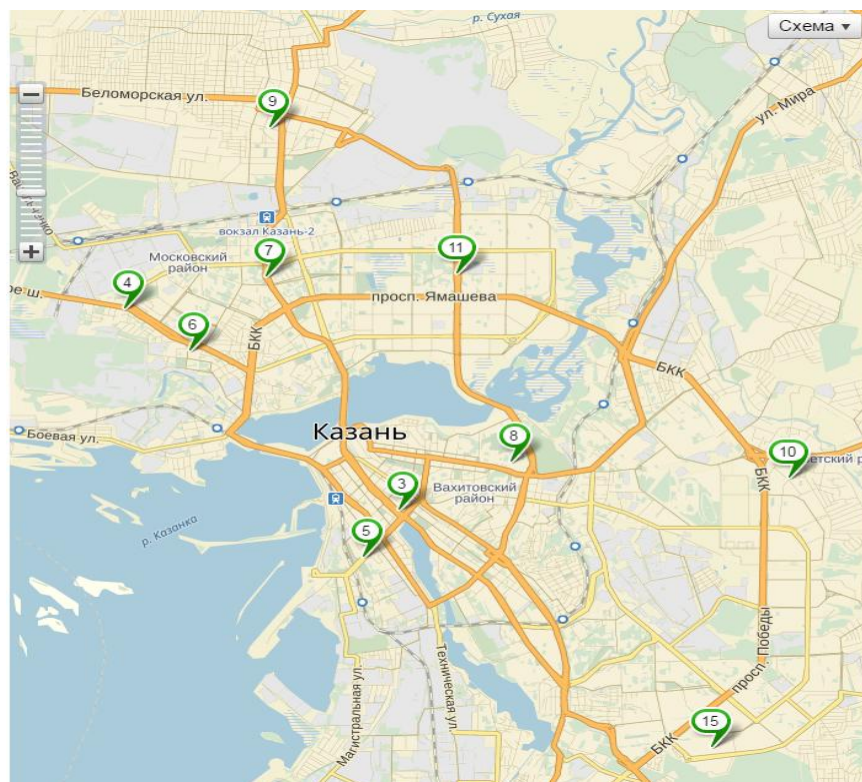 р. Сухая
Схема
Беломорская ул.
9
ул. Мира
вокзал Казань-2
Московский
район
7
11
4
просп. Ямашева
6
БКК
БКК
Казань
Боевая ул.
8
10
Вахитовский
район
3
БКК
р. Казанка
5
просп. Победы
Техническая ул.
Магистральная ул.
15
БКК